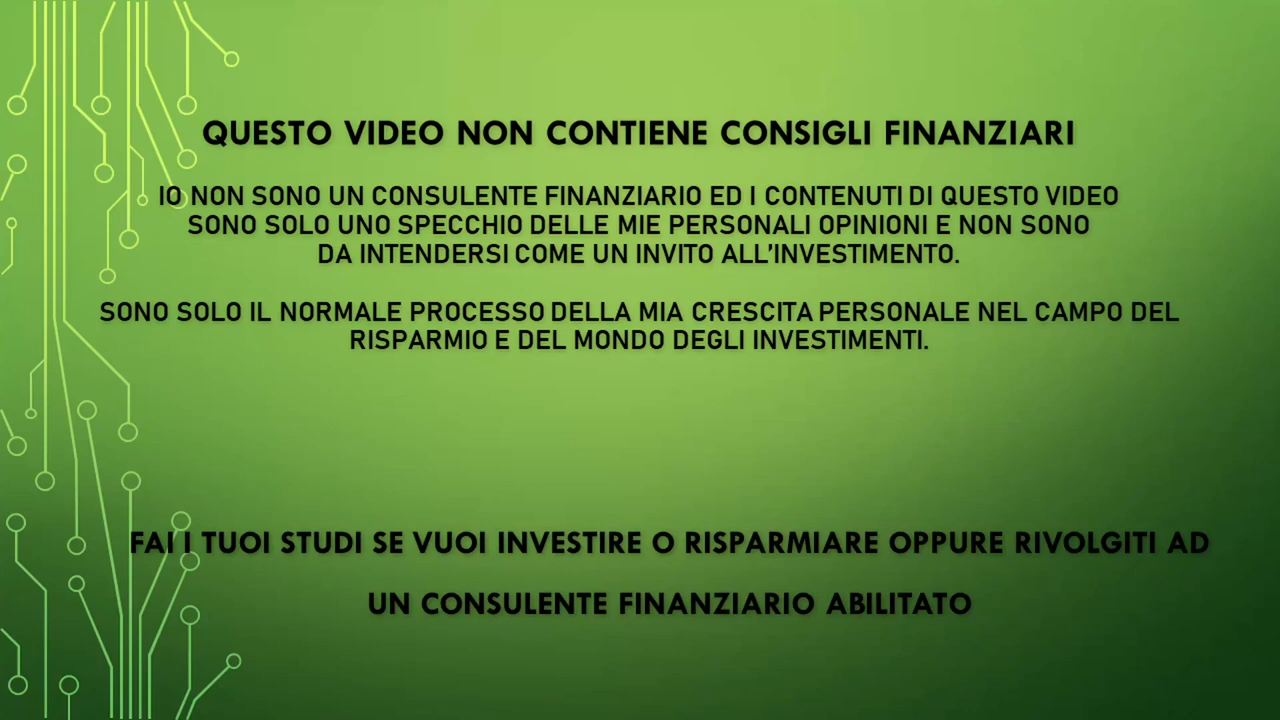 QUESTO VIDEO NON CONTIENE CONSIGLI FINANZIARI
IO NON SONO UN CONSULENTE FINANZIARIO ED I CONTENUTI DI QUESTO VIDEO
SONO SOLO UNO SPECCHIO DELLE MIE PERSONALI OPINIONI E NON SONO
DA INTENDERSI COME UN INVITO ALL'INVESTIMENTO.
SONO SOLO IL NORMALE PROCESSO DELLA MIA CRESCITA PERSONALE NEL CAMPO DEL
RISPARMIO E DEL MONDO DEGLI INVESTIMENTI.
FAI I TUOI STUDI SE VUOI INVESTIRE O RISPARMIARE OPPURE RIVOLGITI AD
UN CONSULENTE FINANZIARIO ABILITATO